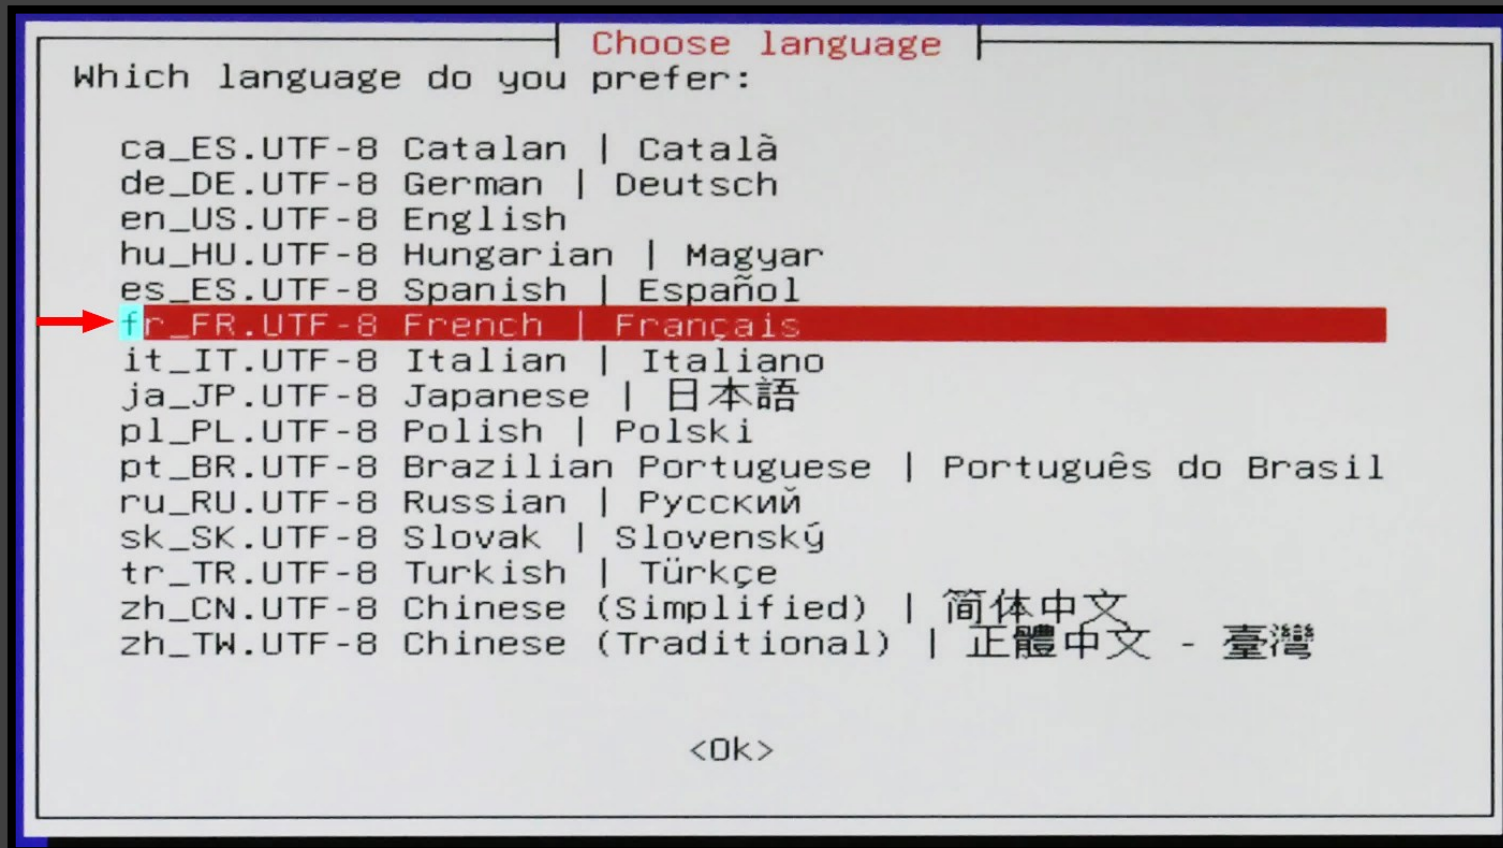 Choose language
Which language do you prefer:
ca_ES.UTF-8 Catalan | Català
de_DE.UTF-8 German | Deutsch
en_US.UTF-8 English
hu_HU.UTF-8 Hungarian | Magyar
es_ES.UTF-8 Spanish | Español
fr_FR.UTF-8 French | Français
it_IT.UTF-8 Italian | Italiano
ja_JP.UTF-8 Japanese | 日本語
pl_PL.UTF-8 Polish | Polski
pt_BR.UTF-8 Brazilian Portuguese | Português do Brasil
ru_RU.UTF-8 Russian | Русский
sk_SK.UTF-8 Slovak | Slovenský
tr_TR.UTF-8 Turkish | Türkçe
zh_CN.UTF-8 Chinese (Simplified) | 简体中文
zh_TW.UTF-8 Chinese (Traditional) | 正體中文 - 臺灣
<Ok>